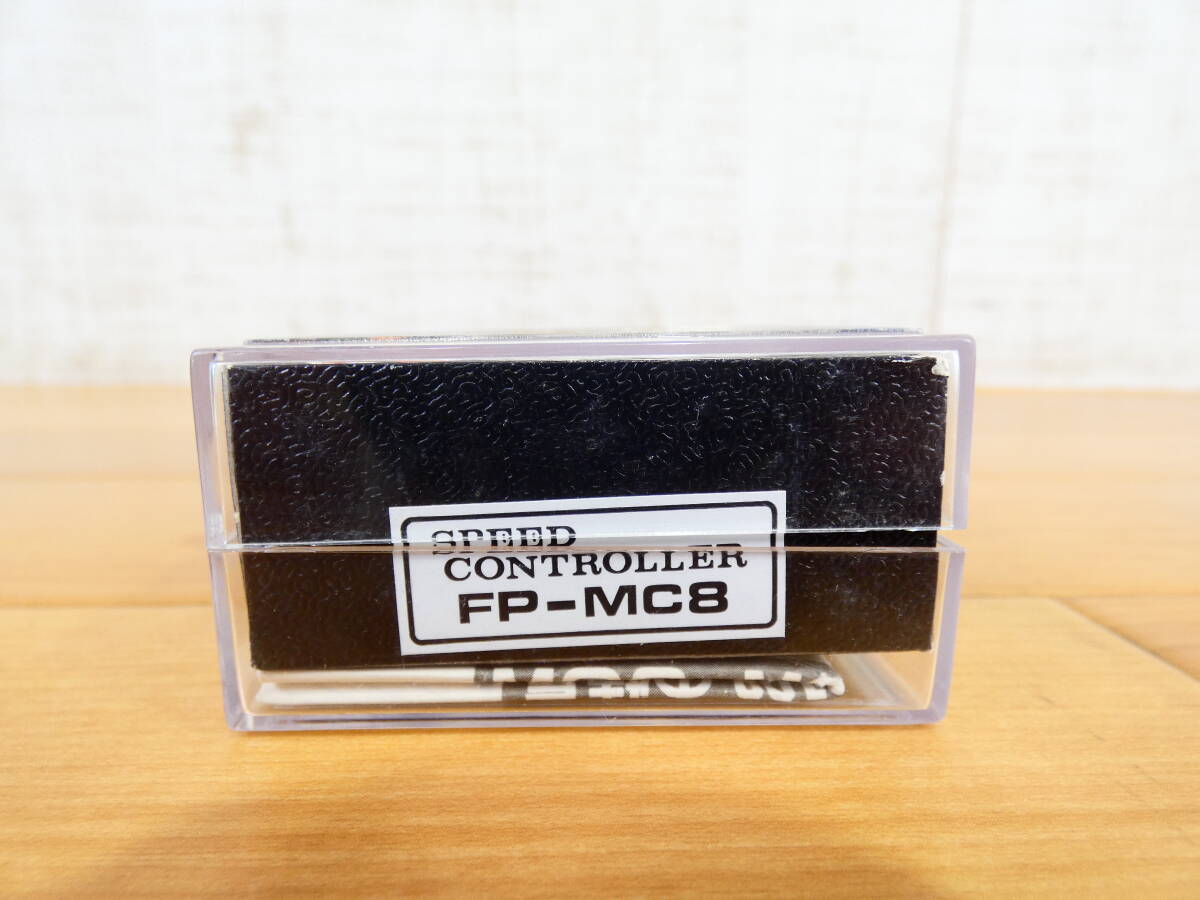 SPEED
CONTROLLER
FP-MC8